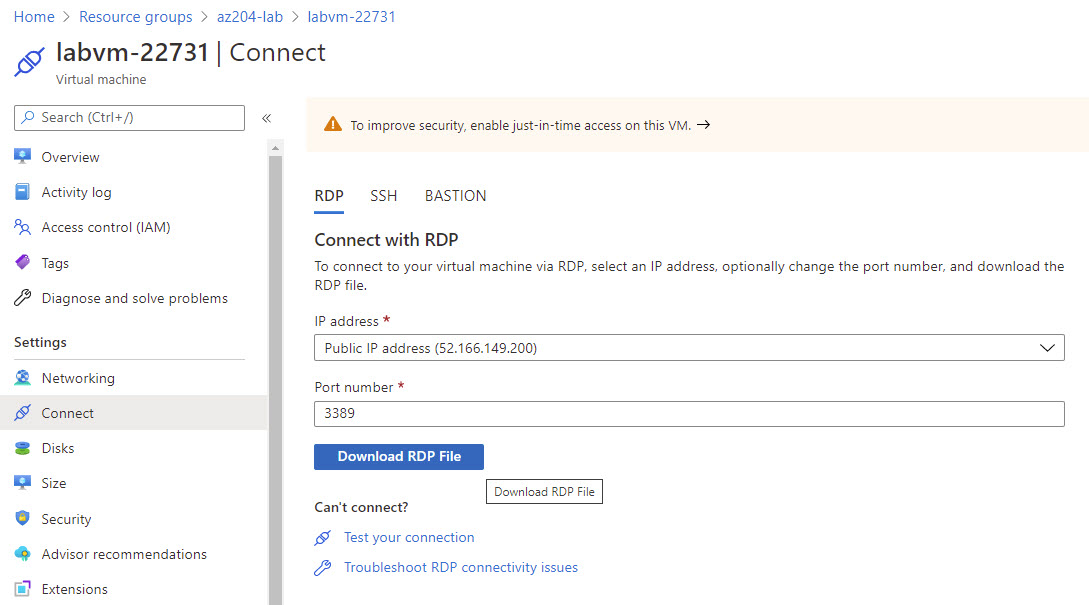 Home > Resource groups > az204-lab > labvm-22731
labvm-22731 | Connect
Virtual machine
Search (Ctrl+/)
«
Overview
Activity log
Access control (IAM)
Tags
Diagnose and solve problems
Settings
Networking
Connect
Disks
Size
Security
Advisor recommendations
Extensions
To improve security, enable just-in-time access on this VM. →
RDP SSH BASTION
Connect with RDP
To connect to your virtual machine via RDP, select an IP address, optionally change the port number, and download the
RDP file.
IP address *
Public IP address (52.166.149.200)
Port number *
3389
Download RDP File
Download RDP File
Can't connect?
Test your connection
Troubleshoot RDP connectivity issues